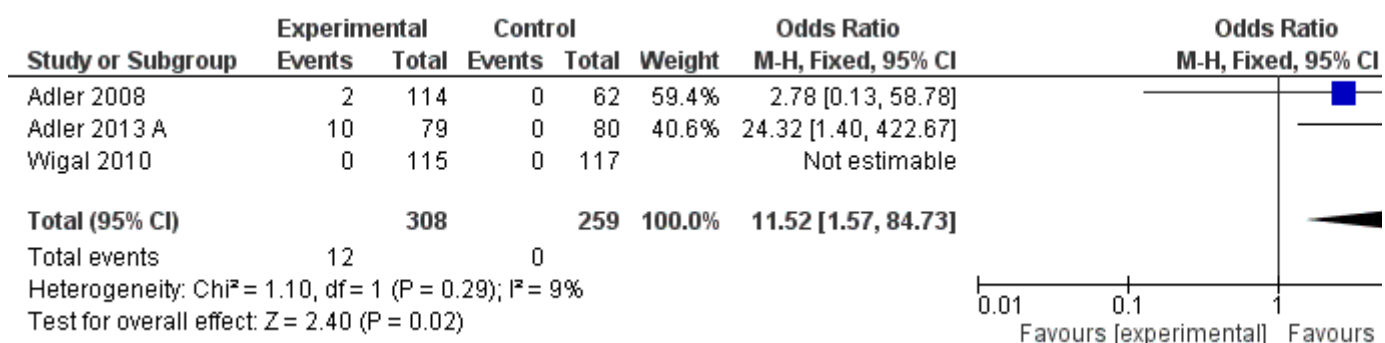 Experimental Control Odds Ratio Odds Ratio
Study or Subgroup Events Total Events Total Weight M-H, Fixed, 95% CI M-H, Fixed, 95% CI
Adler 2008 2 114 0 62 59.4% 2.78 [0.13, 58.78]
Adler 2013 A 10 79 0 80 40.6% 24.32 [1.40, 422.67]
Wigal 2010 0 115 0 117 Not estimable
Total (95% CI) 308 259 100.0% 11.52 [1.57, 84.73]
Total events 12 0
Heterogeneity: Chi² = 1.10, df = 1 (P = 0.29); I² = 9%
Test for overall effect: Z = 2.40 (P = 0.02)
0.01 0.1 1
Favours [experimental] Favours